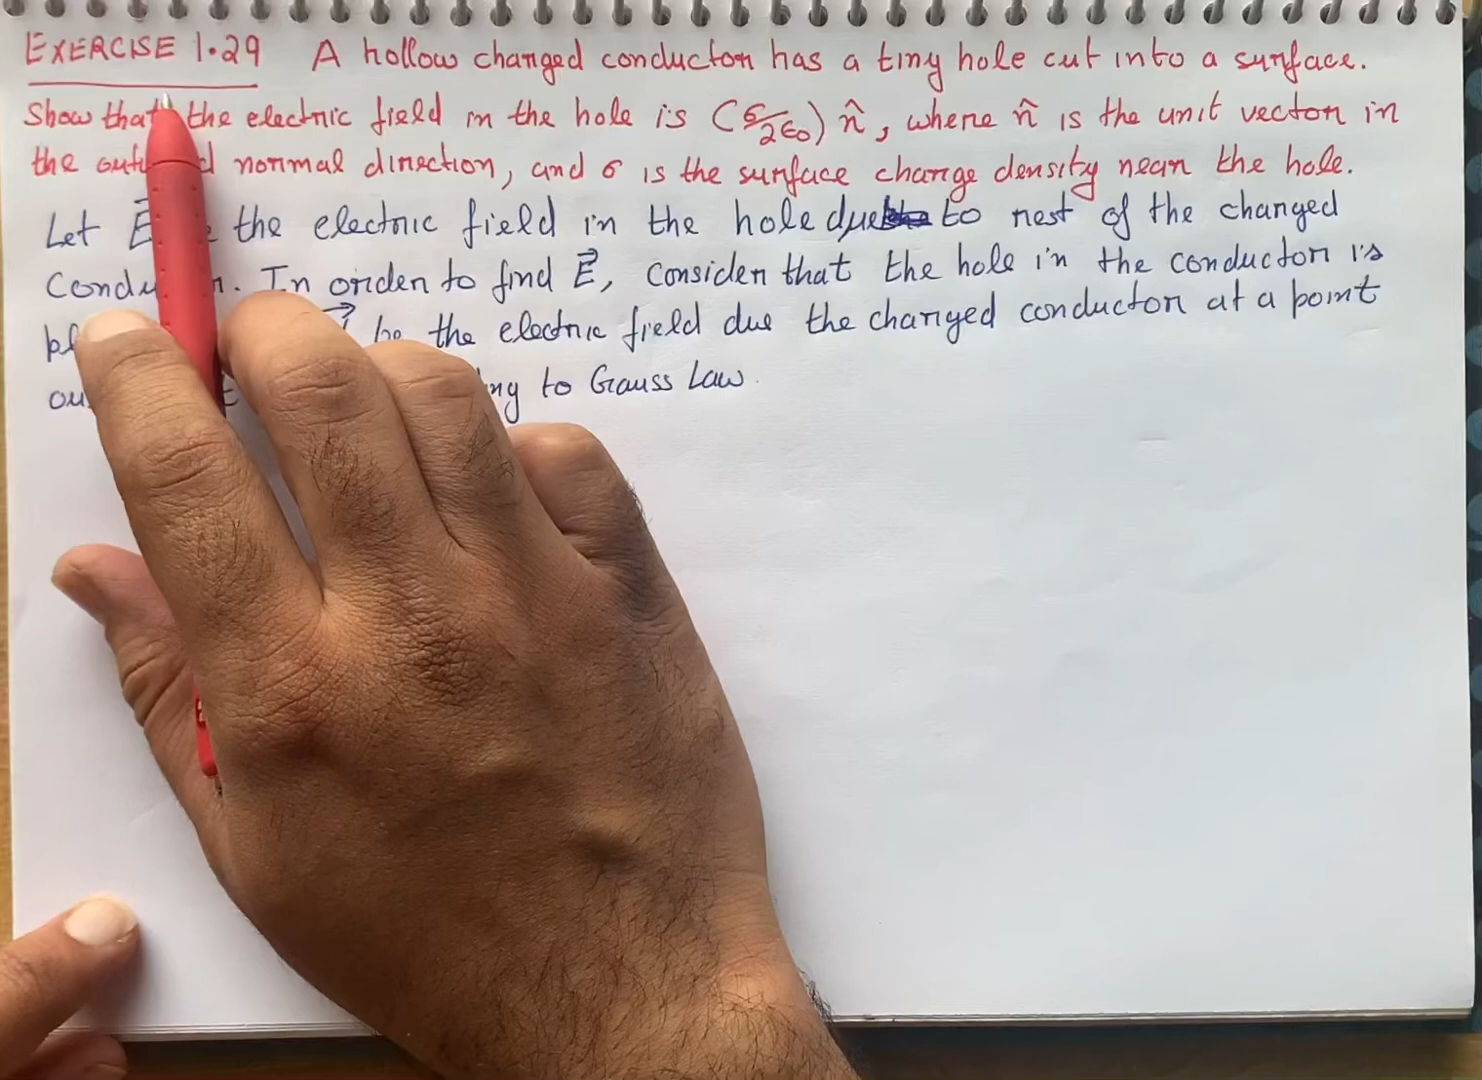 EXERCISE 1.29 A hollow charged conductor has a tiny hole cut into a surface.
Show that the electric field in the hole is (σ/2ε₀) n̂, where n̂ is the unit vector in
the normal direction, and σ is the surface charge density near the hole.
Let E⃗ the electric field in the hole due to rest of the charged
In order to find E⃗, consider that the hole in the conductor is
be the electric field due the charged conductor at a point
to Gauss Law.